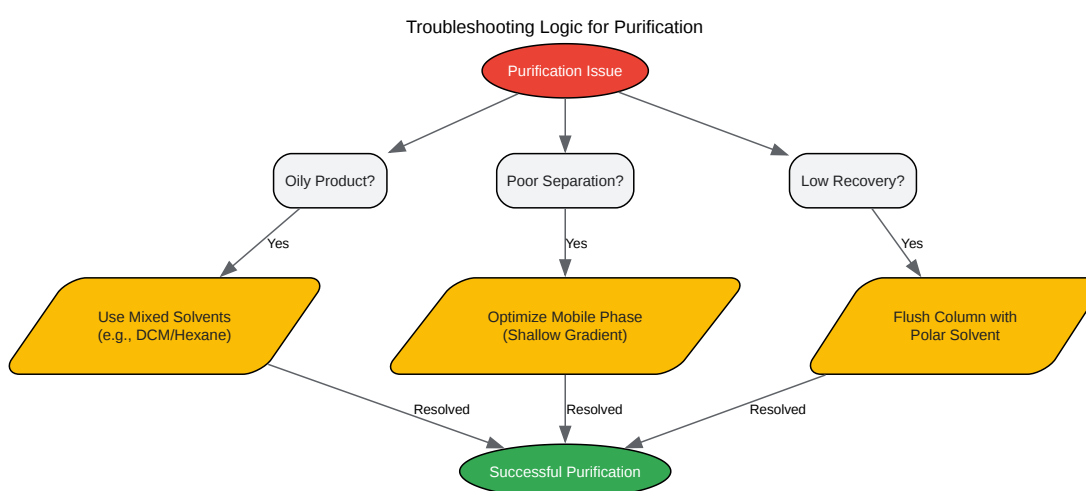 Troubleshooting Logic for Purification
Purification Issue
Oily Product?
Poor Separation?
Low Recovery?
Yes
Yes
Yes
Use Mixed Solvents
(e.g., DCM/Hexane)
Optimize Mobile Phase
(Shallow Gradient)
Flush Column with
Polar Solvent
Resolved
Resolved
Resolved
Successful Purification